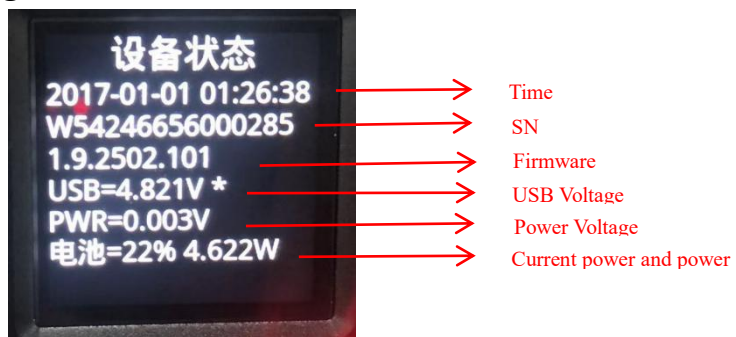 设备状态
2017-01-01 01:26:38
Time
W54246656000285
SN
1.9.2502.101
Firmware
USB=4.821V *
USB Voltage
PWR=0.003V
Power Voltage
电池=22% 4.622W
Current power and power